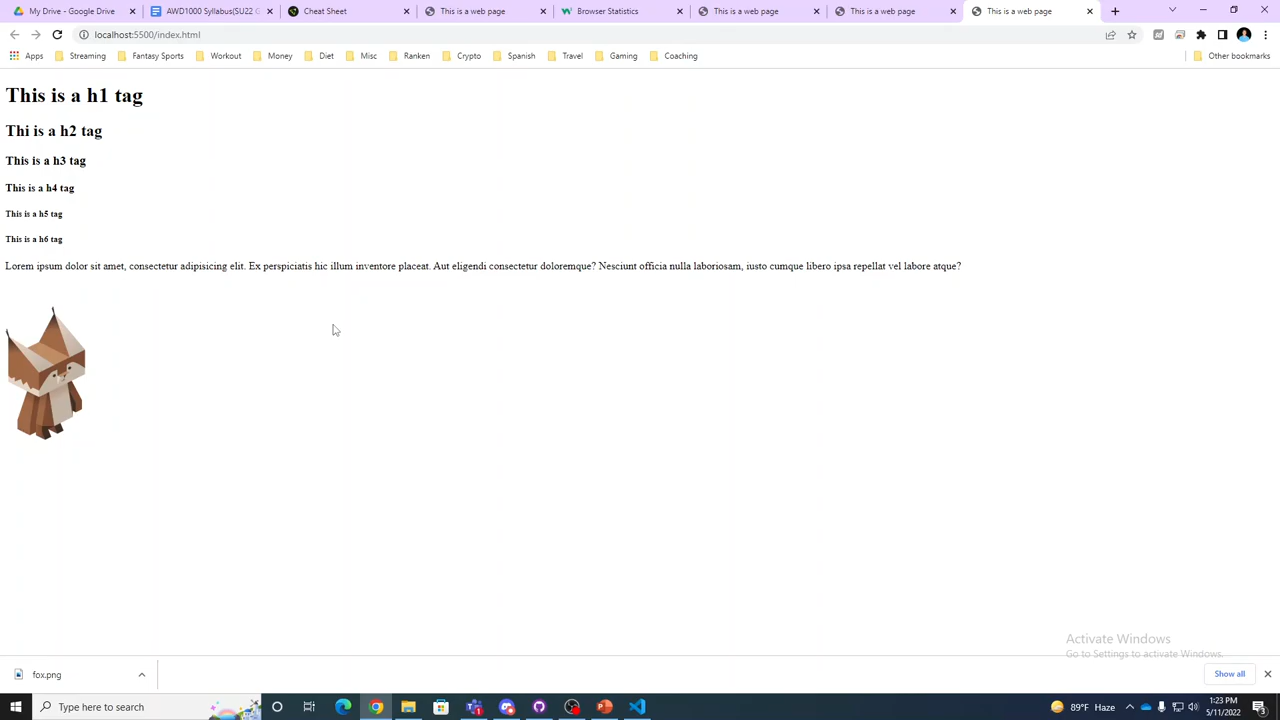 My Drive - Google Drive
AWD1000 Syllabus(SU22 G
Cheat Sheet
This is a web page
Browser Statistics
This is a web page
This is a web page
This is a web page
localhost:5500/index.html
Apps
Streaming
Fantasy Sports
Workout
Money
Diet
Misc
Ranken
Crypto
Spanish
Travel
Gaming
Coaching
Other bookmarks
This is a h1 tag
Thi is a h2 tag
This is a h3 tag
This is a h4 tag
This is a h5 tag
This is a h6 tag
Lorem ipsum dolor sit amet, consectetur adipisicing elit. Ex perspiciatis hic illum inventore placeat. Aut eligendi consectetur doloremque? Nesciunt officia nulla laboriosam, iusto cumque libero ipsa repellat vel labore atque?
Activate Windows
Go to Settings to activate Windows.
fox.png
Show all
Type here to search
89°F Haze
1:23 PM
5/11/2022